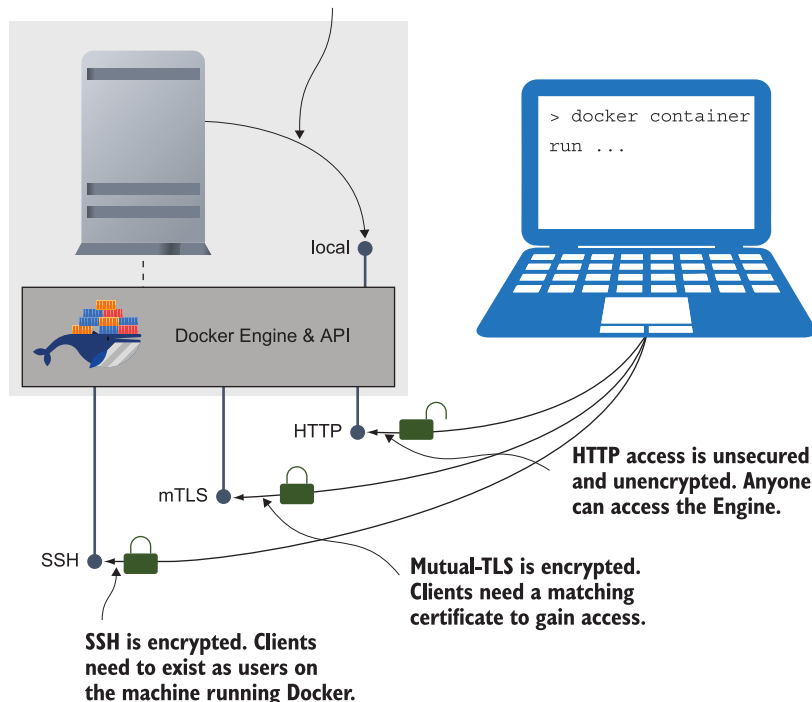 > docker container
run ...
local
Docker Engine & API
HTTP
HTTP access is unsecured
and unencrypted. Anyone
can access the Engine.
mTLS
Mutual-TLS is encrypted.
Clients need a matching
certificate to gain access.
SSH
SSH is encrypted. Clients
need to exist as users on
the machine running Docker.